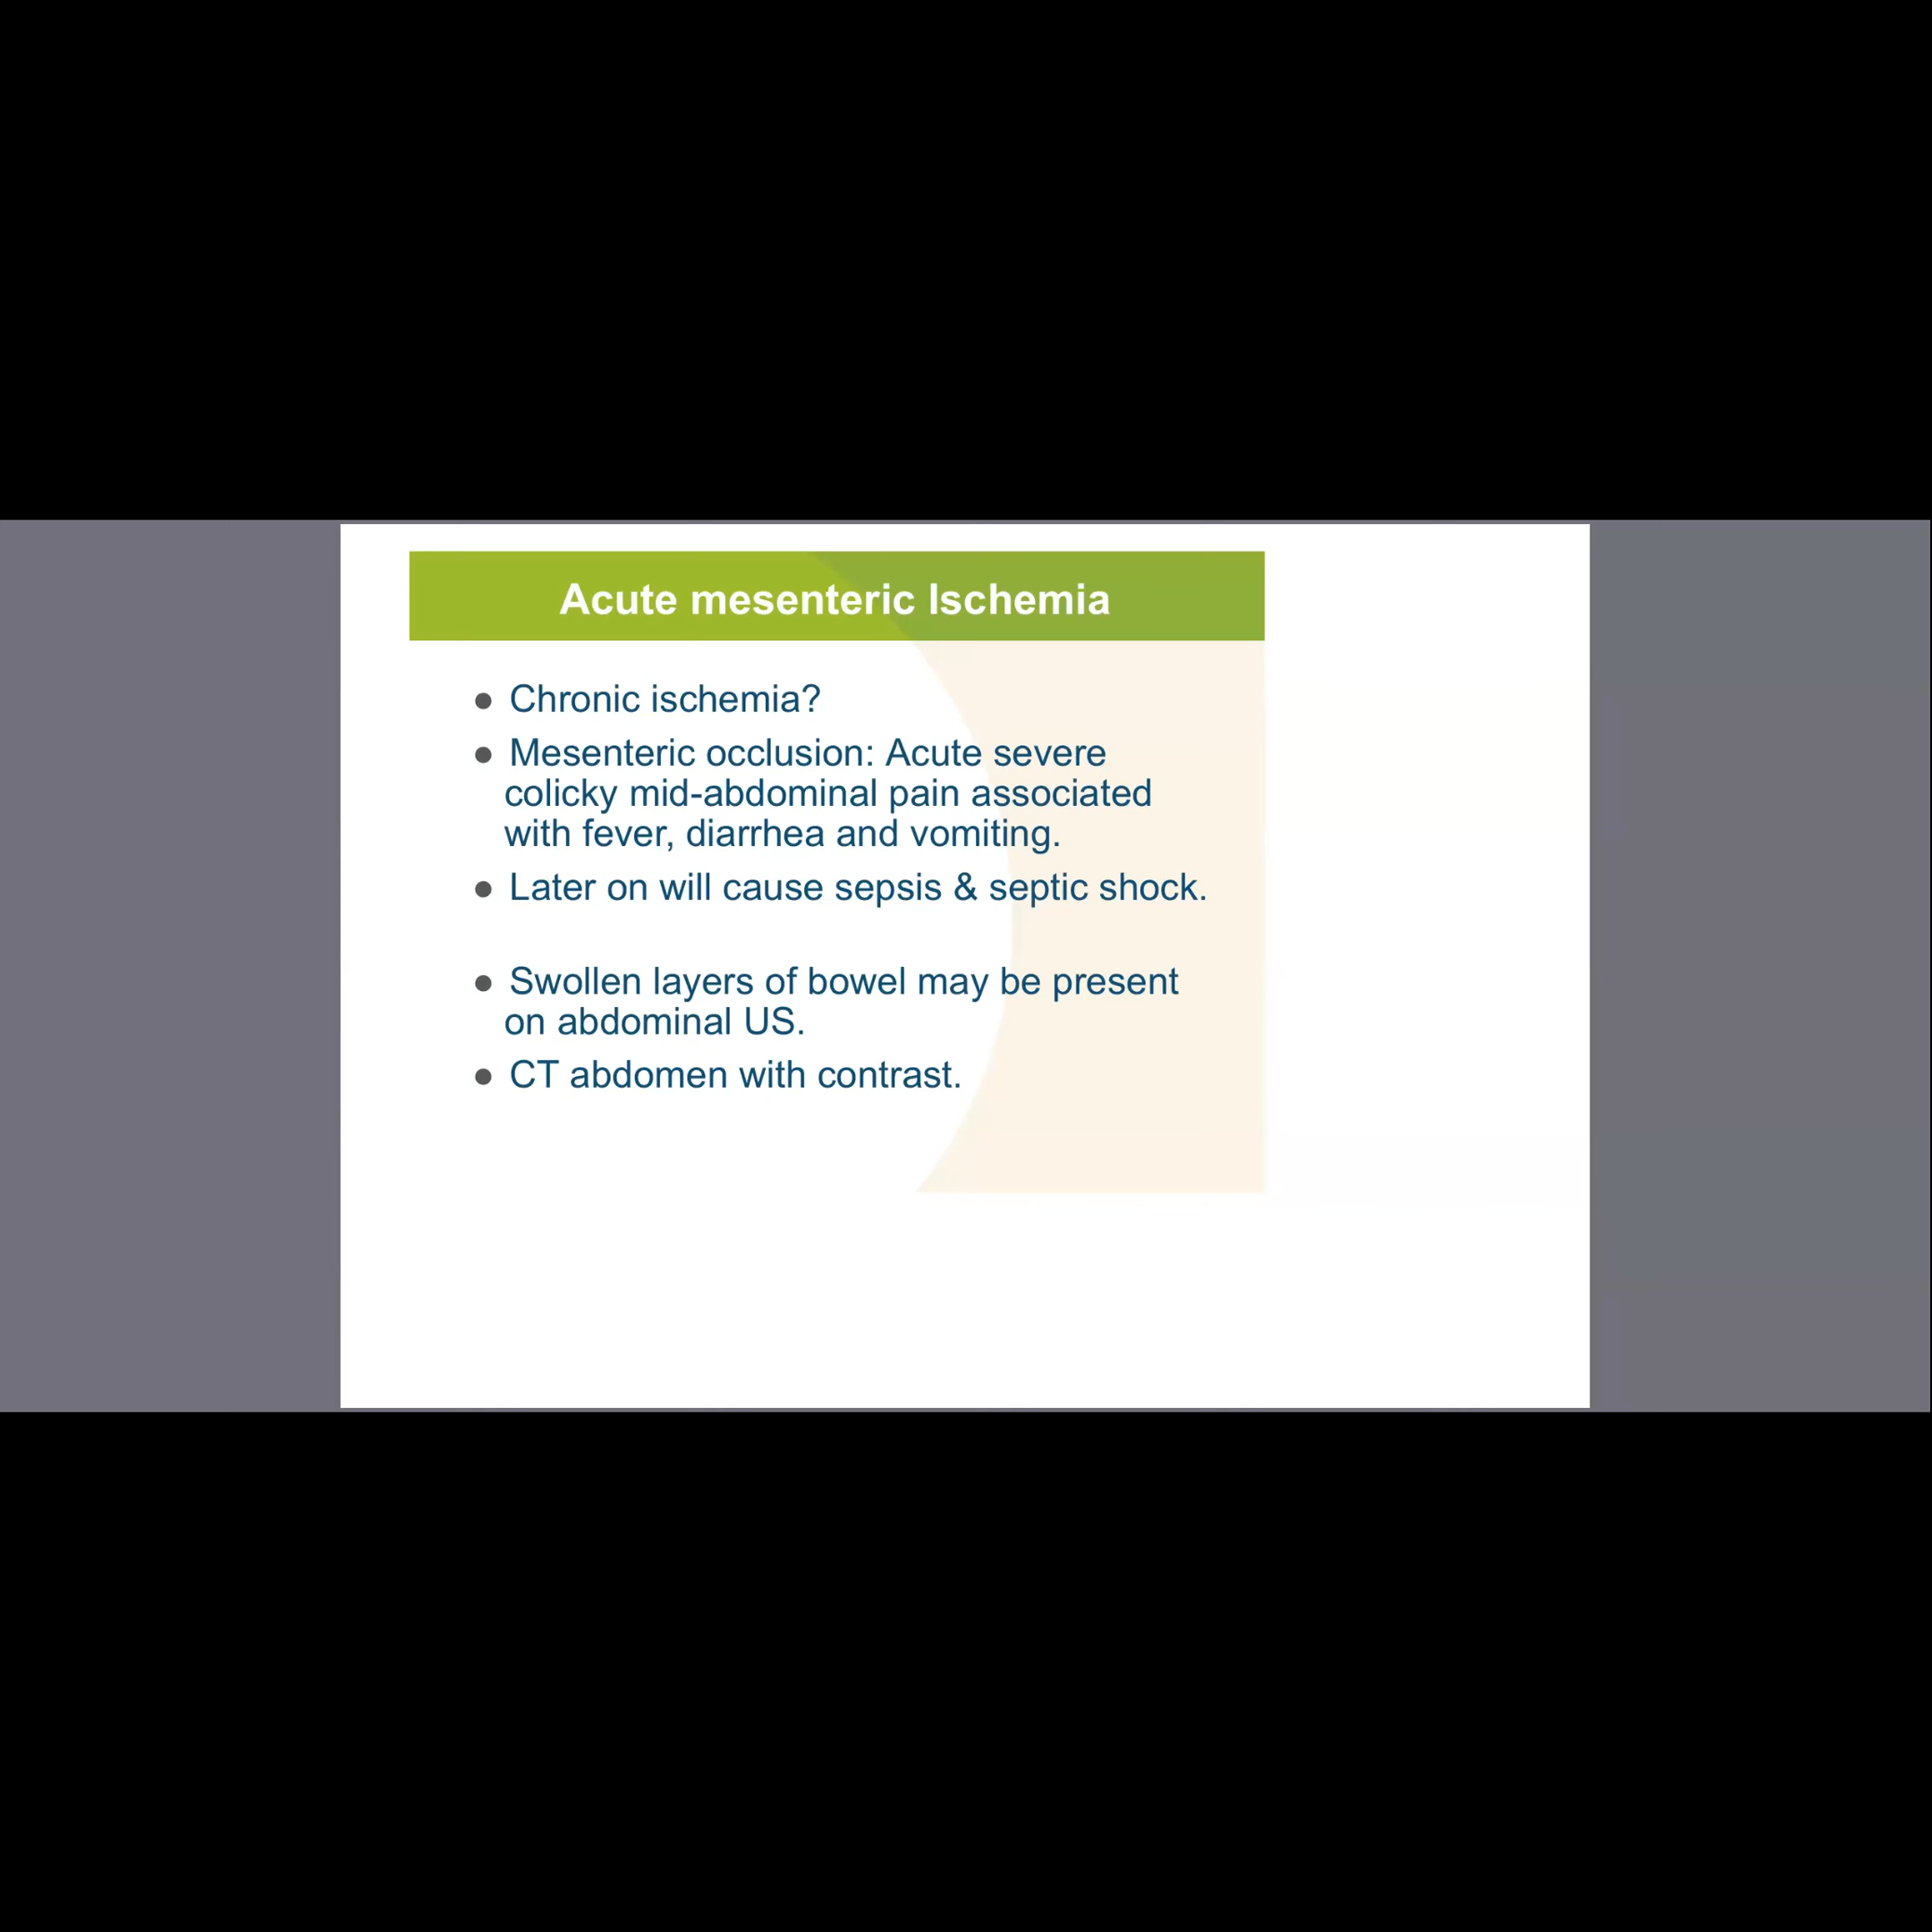 Acute mesenteric Ischemia
● Chronic ischemia?
● Mesenteric occlusion: Acute severe
colicky mid-abdominal pain associated
with fever, diarrhea and vomiting.
● Later on will cause sepsis & septic shock.
● Swollen layers of bowel may be present
on abdominal US.
● CT abdomen with contrast.